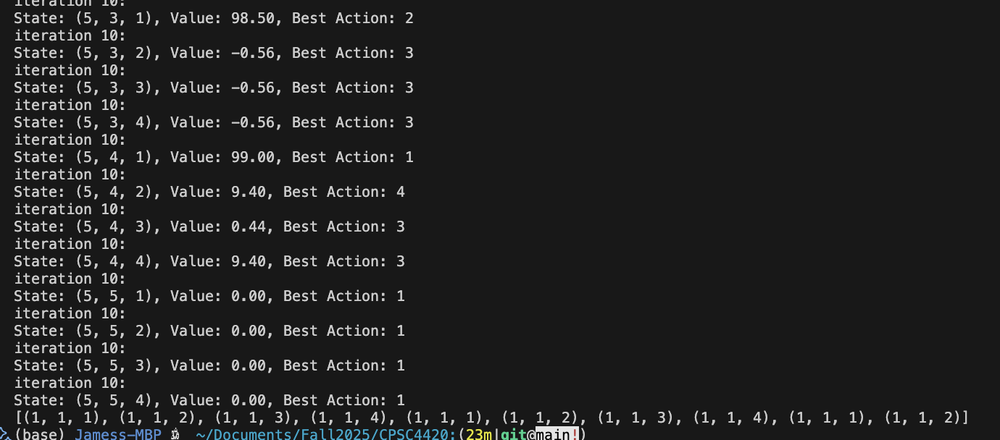 iteration 10:
State: (5, 3, 1), Value: 98.50, Best Action: 2
iteration 10:
State: (5, 3, 2), Value: -0.56, Best Action: 3
iteration 10:
State: (5, 3, 3), Value: -0.56, Best Action: 3
iteration 10:
State: (5, 3, 4), Value: -0.56, Best Action: 3
iteration 10:
State: (5, 4, 1), Value: 99.00, Best Action: 1
iteration 10:
State: (5, 4, 2), Value: 9.40, Best Action: 4
iteration 10:
State: (5, 4, 3), Value: 0.44, Best Action: 3
iteration 10:
State: (5, 4, 4), Value: 9.40, Best Action: 3
iteration 10:
State: (5, 5, 1), Value: 0.00, Best Action: 1
iteration 10:
State: (5, 5, 2), Value: 0.00, Best Action: 1
iteration 10:
State: (5, 5, 3), Value: 0.00, Best Action: 1
iteration 10:
State: (5, 5, 4), Value: 0.00, Best Action: 1
[(1, 1, 1), (1, 1, 2), (1, 1, 3), (1, 1, 4), (1, 1, 1), (1, 1, 2), (1, 1, 3), (1, 1, 4), (1, 1, 1), (1, 1, 2)]
(base) Jamess-MBP ~/Documents/Fall2025/CPSC4420:(23m|git@main!)